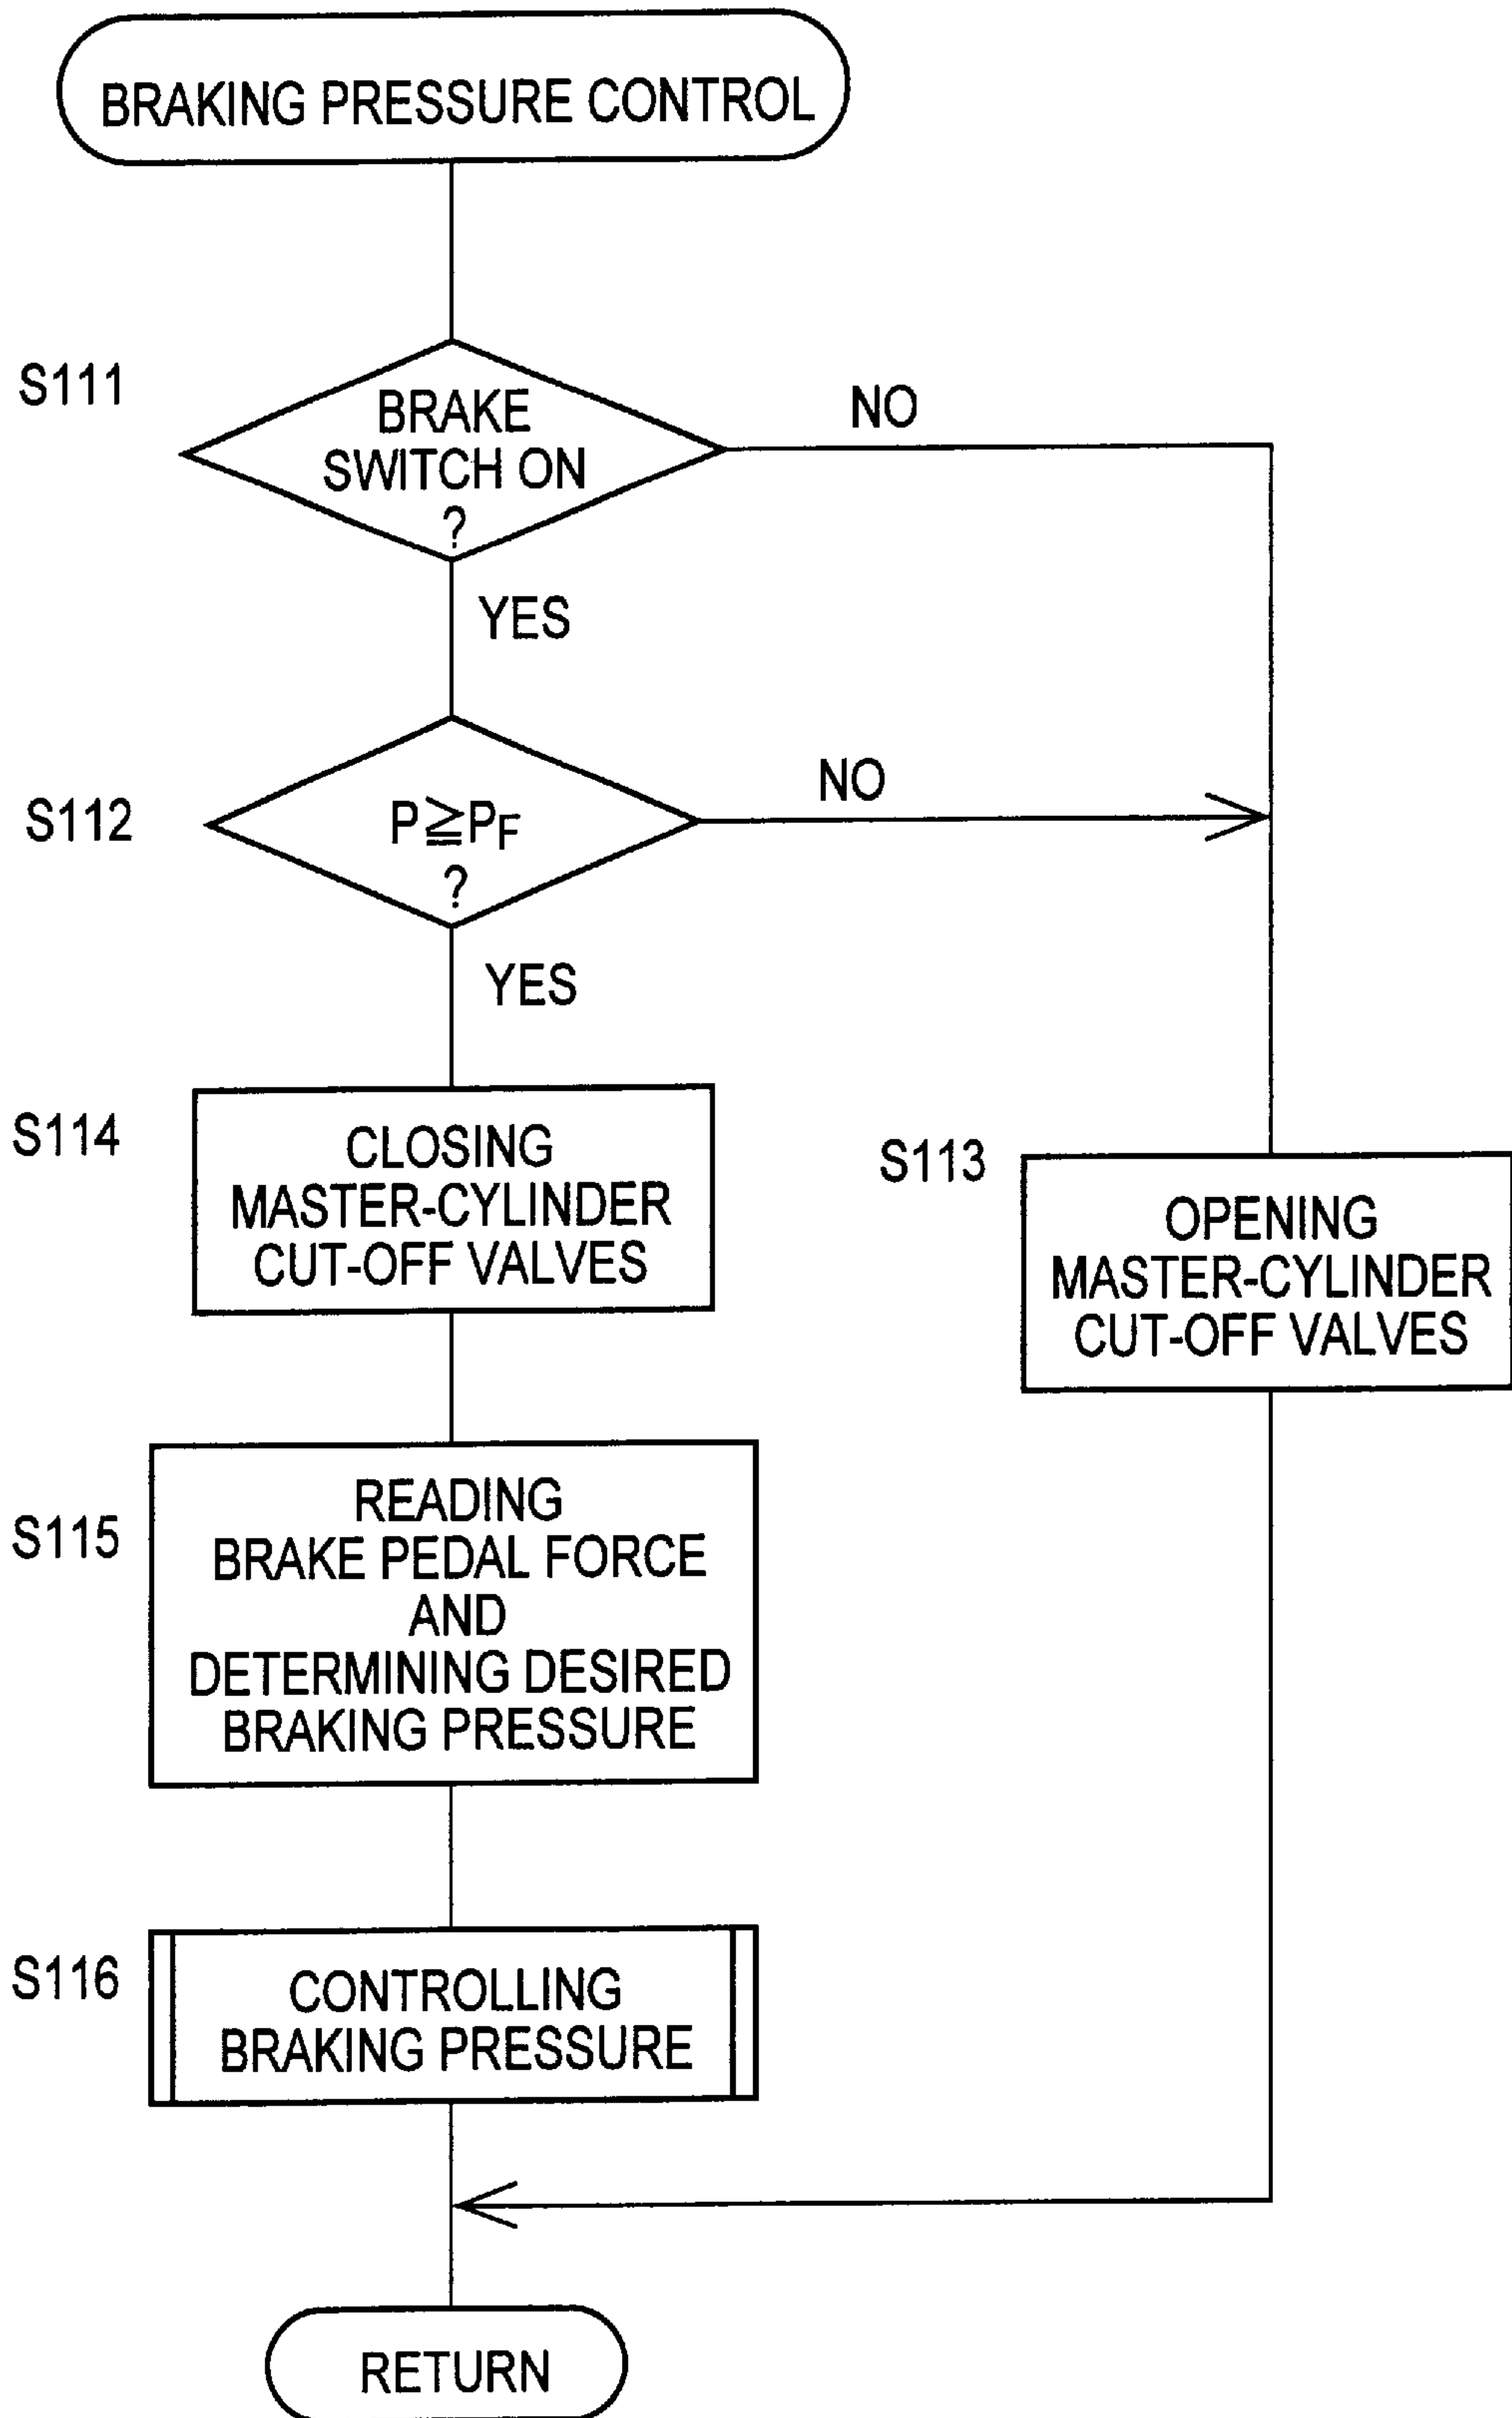 BRAKING PRESSURE CONTROL
S111
BRAKE
SWITCH ON
?
NO
YES
S112
P≧PF
?
NO
YES
S114
CLOSING
MASTER-CYLINDER
CUT-OFF VALVES
S113
OPENING
MASTER-CYLINDER
CUT-OFF VALVES
S115
READING
BRAKE PEDAL FORCE
AND
DETERMINING DESIRED
BRAKING PRESSURE
S116
CONTROLLING
BRAKING PRESSURE
RETURN